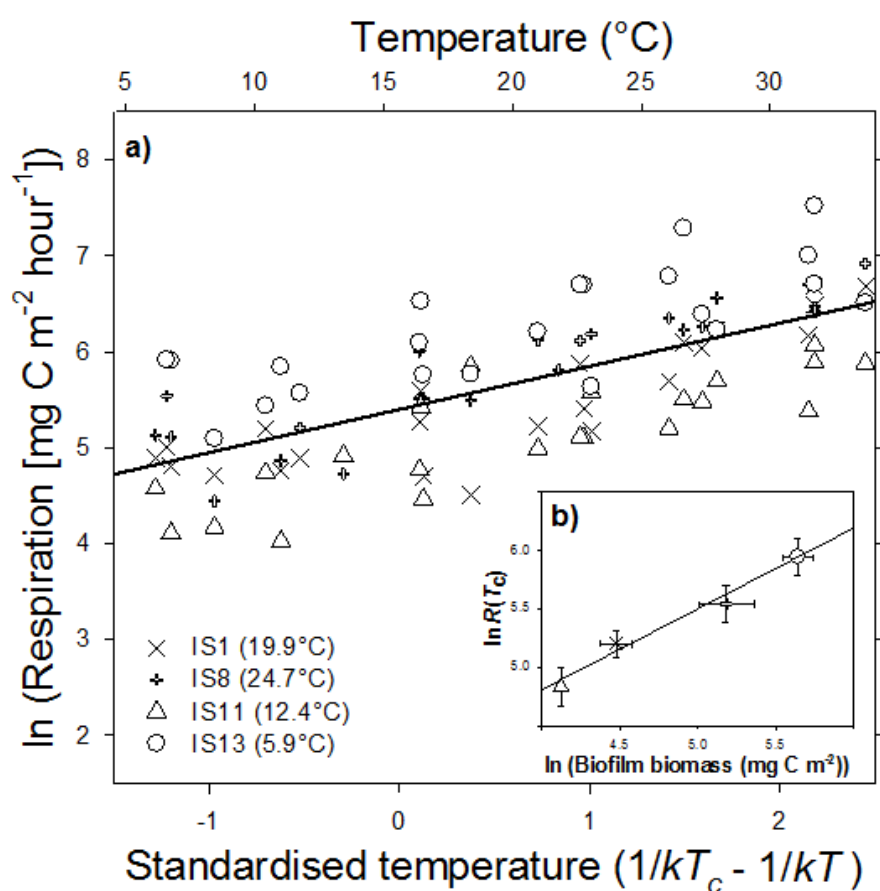 Temperature (°C)
5 10 15 20 25 30
a)
ln (Respiration [mg C m-2 hour-1])
8
7
6
5
4
3
2
IS1 (19.9°C)
IS8 (24.7°C)
IS11 (12.4°C)
IS13 (5.9°C)
b)
ln R(Tc)
6.0
5.5
5.0
4.5 5.0 5.5
ln (Biofilm biomass (mg C m-2))
-1 0 1 2
Standardised temperature (1/kTc - 1/kT)